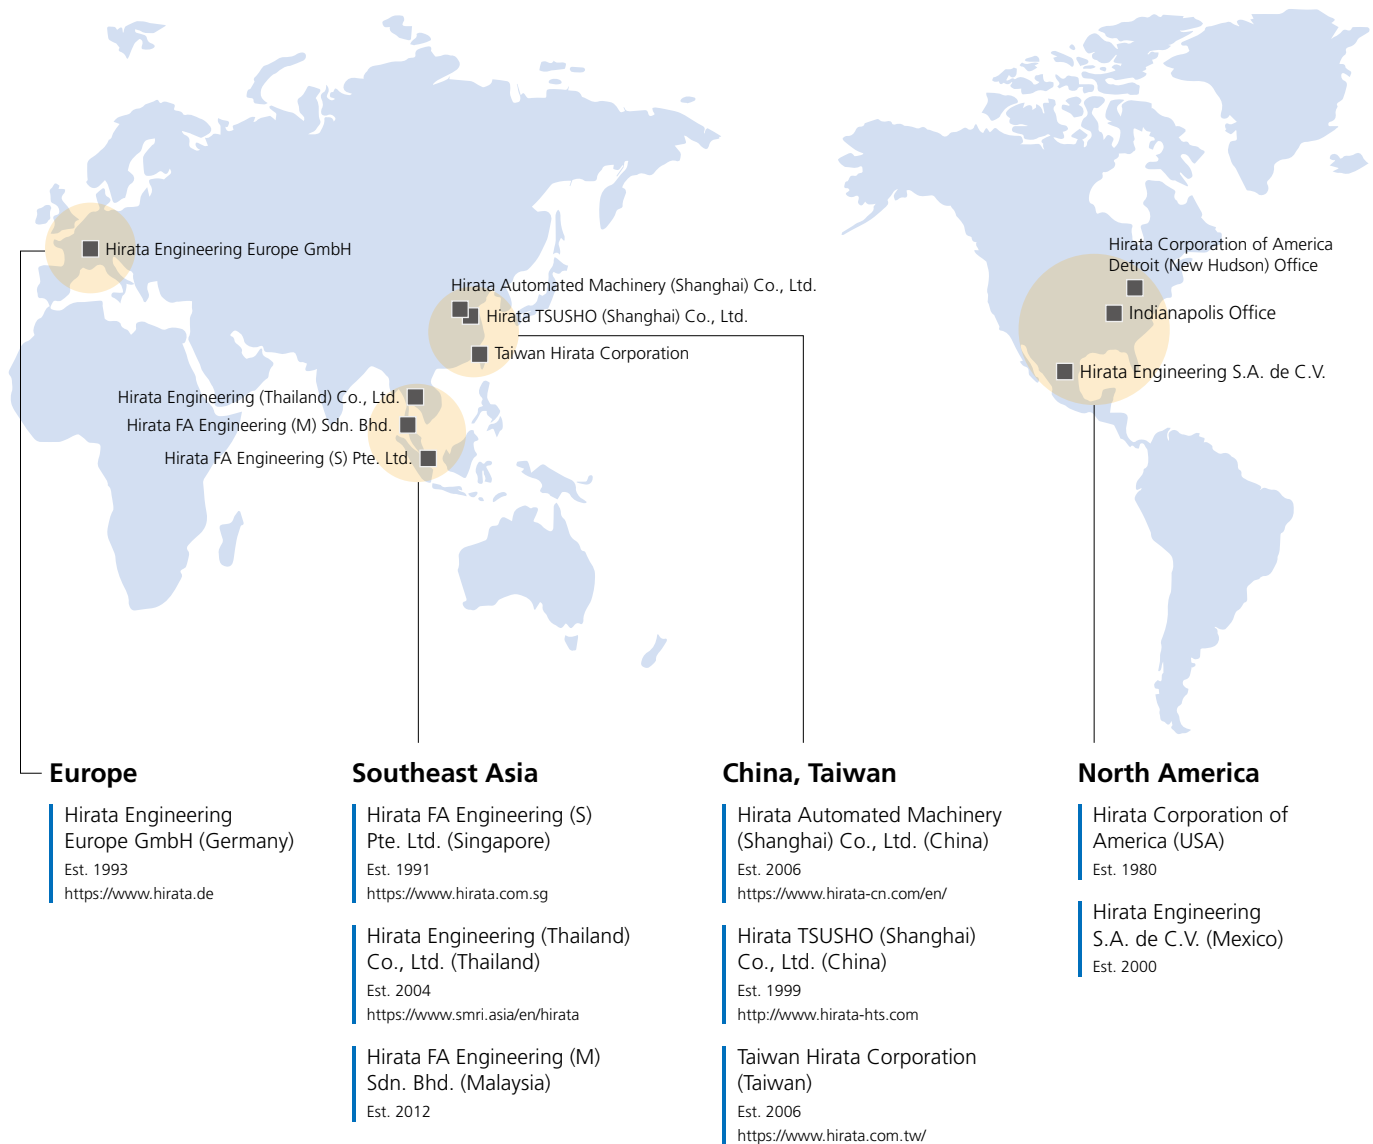 Hirata Engineering Europe GmbH
Hirata Automated Machinery (Shanghai) Co., Ltd.
Hirata TSUSHO (Shanghai) Co., Ltd.
Taiwan Hirata Corporation
Hirata Engineering (Thailand) Co., Ltd.
Hirata FA Engineering (M) Sdn. Bhd.
Hirata FA Engineering (S) Pte. Ltd.
Hirata Corporation of America
Detroit (New Hudson) Office
Indianapolis Office
Hirata Engineering S.A. de C.V.
Europe
Hirata Engineering
Europe GmbH (Germany)
Est. 1993
https://www.hirata.de
Southeast Asia
Hirata FA Engineering (S)
Pte. Ltd. (Singapore)
Est. 1991
https://www.hirata.com.sg
Hirata Engineering (Thailand)
Co., Ltd. (Thailand)
Est. 2004
https://www.smri.asia/en/hirata
Hirata FA Engineering (M)
Sdn. Bhd. (Malaysia)
Est. 2012
China, Taiwan
Hirata Automated Machinery
(Shanghai) Co., Ltd. (China)
Est. 2006
https://www.hirata-cn.com/en/
Hirata TSUSHO (Shanghai)
Co., Ltd. (China)
Est. 1999
http://www.hirata-hts.com
Taiwan Hirata Corporation
(Taiwan)
Est. 2006
https://www.hirata.com.tw/
North America
Hirata Corporation of
America (USA)
Est. 1980
Hirata Engineering
S.A. de C.V. (Mexico)
Est. 2000